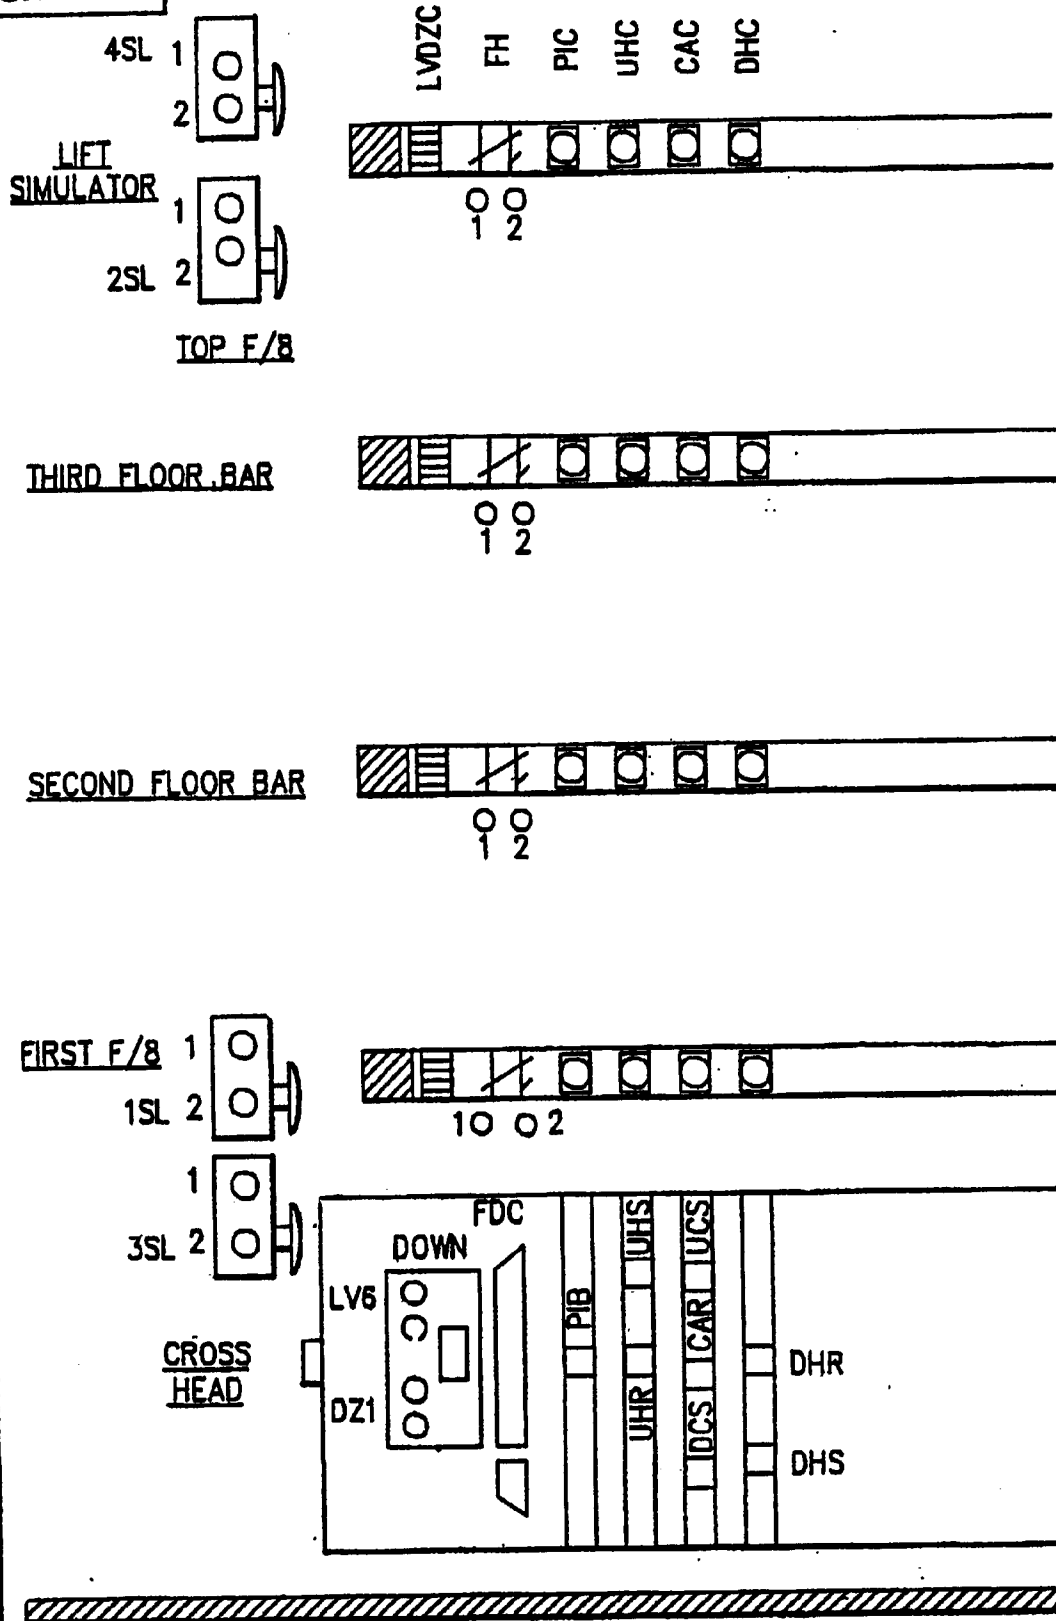 4SL 1
2
LVDZC
FH
PIC
UHC
CAC
DHC
LIFT
SIMULATOR
1
2SL 2
TOP F/8
1 2
THIRD FLOOR BAR
1 2
SECOND FLOOR BAR
1 2
FIRST F/8 1
1SL 2
1 2
1
3SL 2
FDC
DOWN
LV6
DZ1
PIB
UHS
UHR
UCS
CAR
DCS
DHR
DHS
CROSS
HEAD